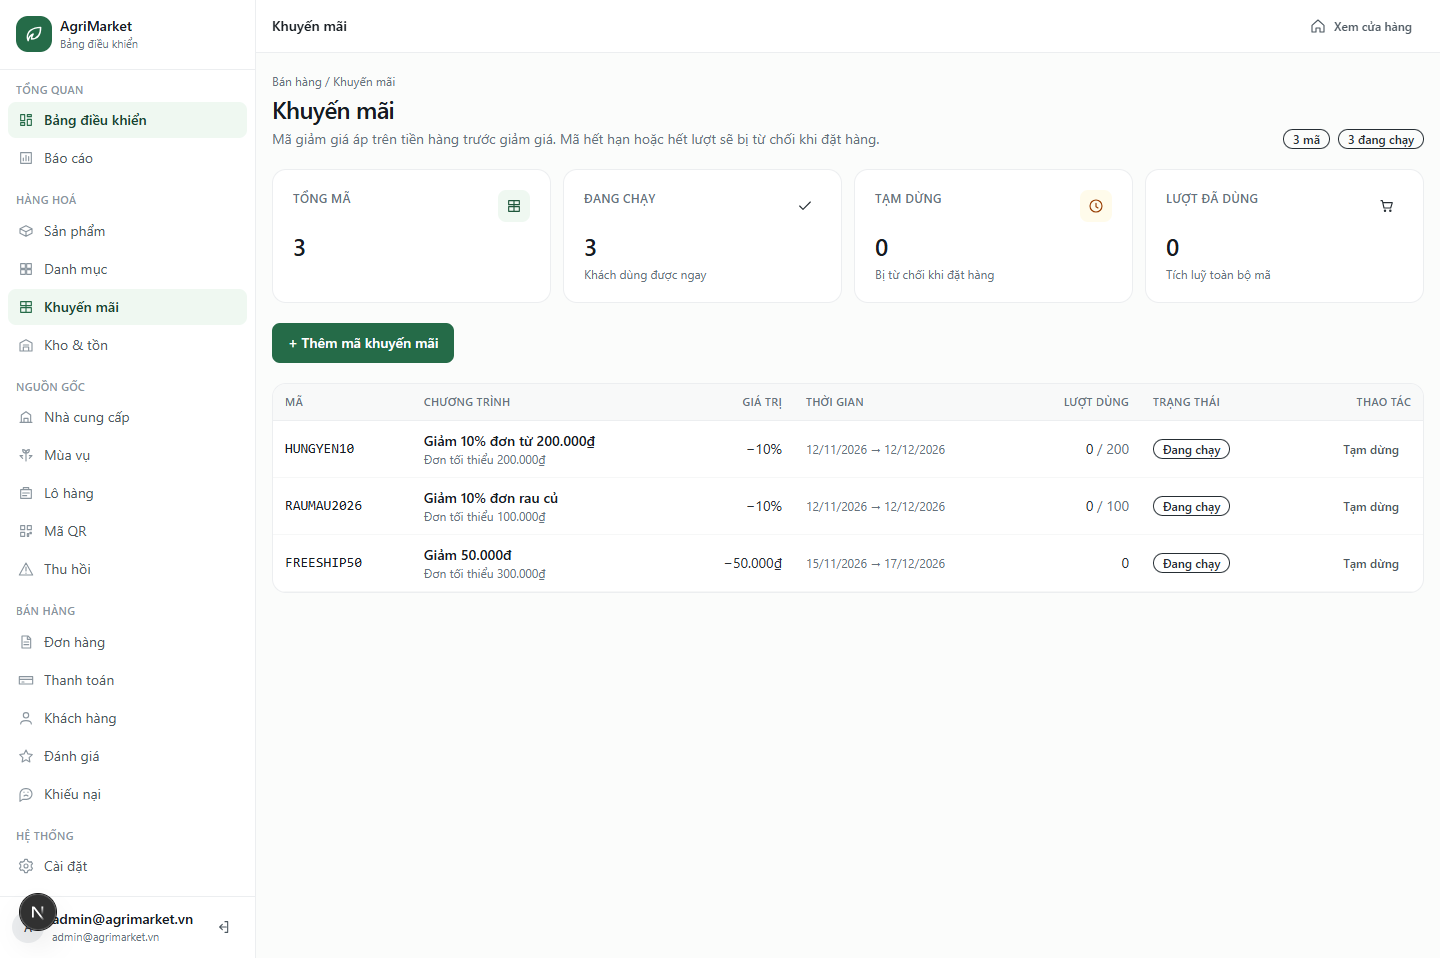 AgriMarket
Bảng điều khiển
TỔNG QUAN
Bảng điều khiển
Báo cáo
HÀNG HOÁ
Sản phẩm
Danh mục
Khuyến mãi
Kho & tồn
NGUỒN GỐC
Nhà cung cấp
Mùa vụ
Lô hàng
Mã QR
Thu hồi
BÁN HÀNG
Đơn hàng
Thanh toán
Khách hàng
Đánh giá
Khiếu nại
HỆ THỐNG
Cài đặt
N
admin@agrimarket.vn
admin@agrimarket.vn
Khuyến mãi
Xem cửa hàng
Bán hàng / Khuyến mãi
Khuyến mãi
Mã giảm giá áp trên tiền hàng trước giảm giá. Mã hết hạn hoặc hết lượt sẽ bị từ chối khi đặt hàng.
3 mã
3 đang chạy
TỔNG MÃ
3
ĐANG CHẠY
3
Khách dùng được ngay
TẠM DỪNG
0
Bị từ chối khi đặt hàng
LƯỢT ĐÃ DÙNG
0
Tích luỹ toàn bộ mã
+ Thêm mã khuyến mãi
MÃ CHƯƠNG TRÌNH GIÁ TRỊ THỜI GIAN LƯỢT DÙNG TRẠNG THÁI THAO TÁC
HUNGYEN10 Giảm 10% đơn từ 200.000₫ −10% 12/11/2026 → 12/12/2026 0 / 200 Đang chạy Tạm dừng
Đơn tối thiểu 200.000₫
RAUMAU2026 Giảm 10% đơn rau củ −10% 12/11/2026 → 12/12/2026 0 / 100 Đang chạy Tạm dừng
Đơn tối thiểu 100.000₫
FREESHIP50 Giảm 50.000đ −50.000₫ 15/11/2026 → 17/12/2026 0 Đang chạy Tạm dừng
Đơn tối thiểu 300.000₫